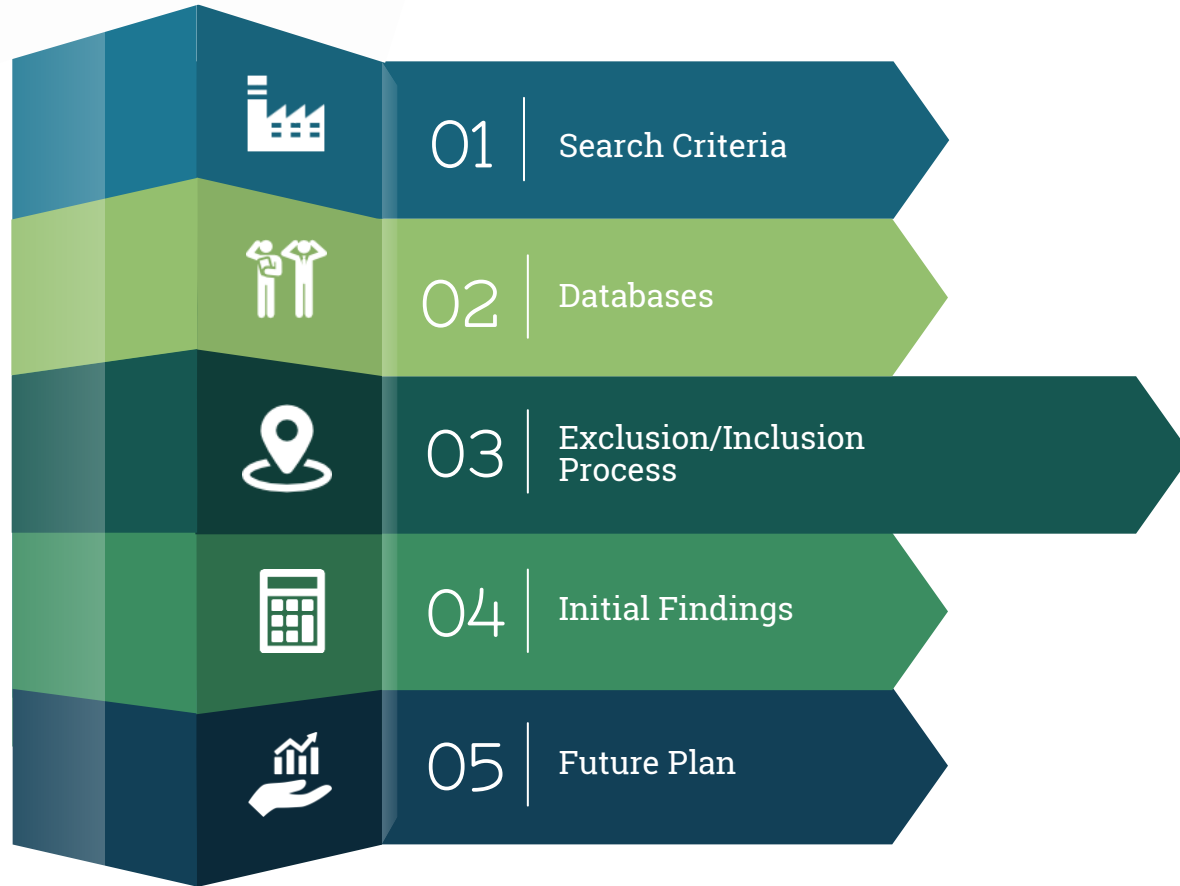 01
Search Criteria
02
Databases
03
Exclusion/Inclusion
Process
04
Initial Findings
05
Future Plan